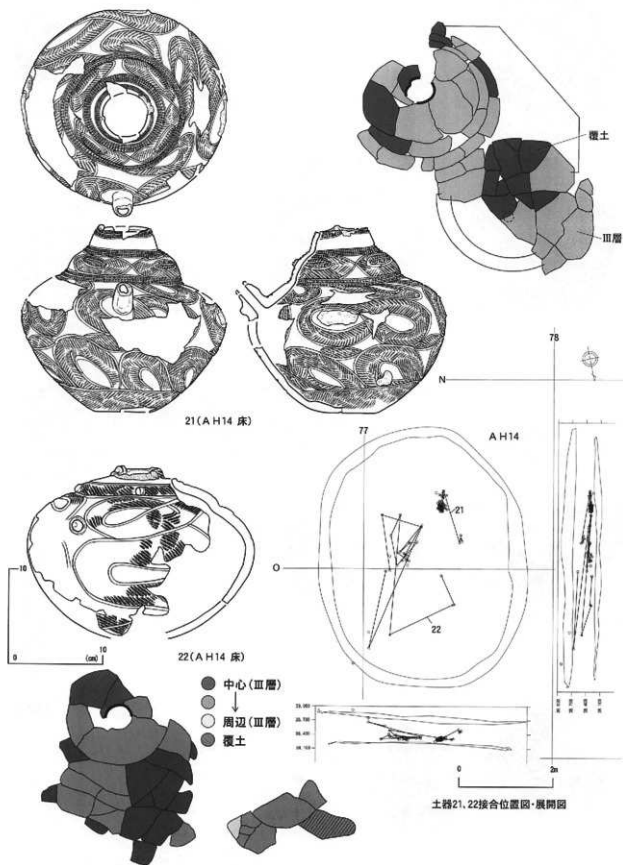 覆土
Ⅲ層
21(AH14 床)
78
N
77
AH14
21
O
22
10
0
10
(cm)
22(AH14 床)
中心(Ⅲ層)
↓
周辺(Ⅲ層)
覆土
0
2m
土器21、22接合位置図・展開図